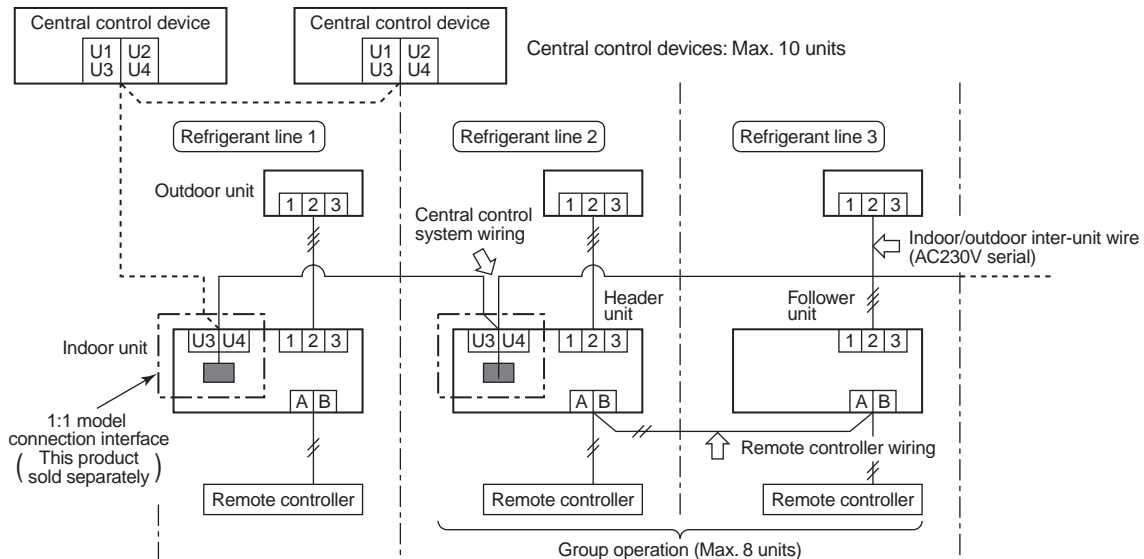 Central control device
U1 U2
U3 U4
Central control device
U1 U2
U3 U4
Central control devices: Max. 10 units
Refrigerant line 1
Refrigerant line 2
Refrigerant line 3
Outdoor unit
1 2 3
1 2 3
1 2 3
Central control
system wiring
Indoor/outdoor inter-unit wire
(AC230V serial)
Header
unit
Follower
unit
Indoor unit
U3 U4
1 2 3
U3 U4
1 2 3
1 2 3
A B
A B
A B
1:1 model
connection interface
( This product
sold separately )
Remote controller wiring
Remote controller
Remote controller
Remote controller
Group operation (Max. 8 units)